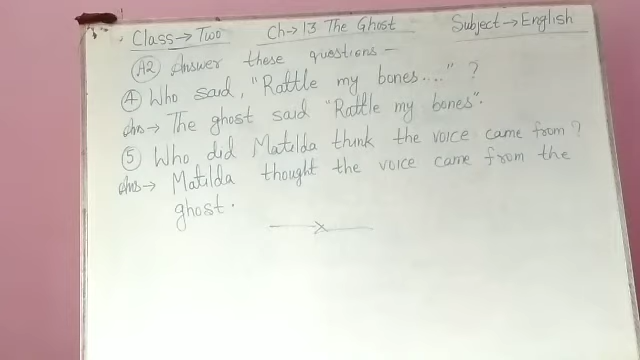 Class → Two Ch → 13 The Ghost Subject → English
A2 Answer these questions -
4 Who said, "Rattle my bones...." ?
Ans → The ghost said "Rattle my bones".
5 Who did Matilda think the voice came from ?
Ans → Matilda thought the voice came from the
ghost.